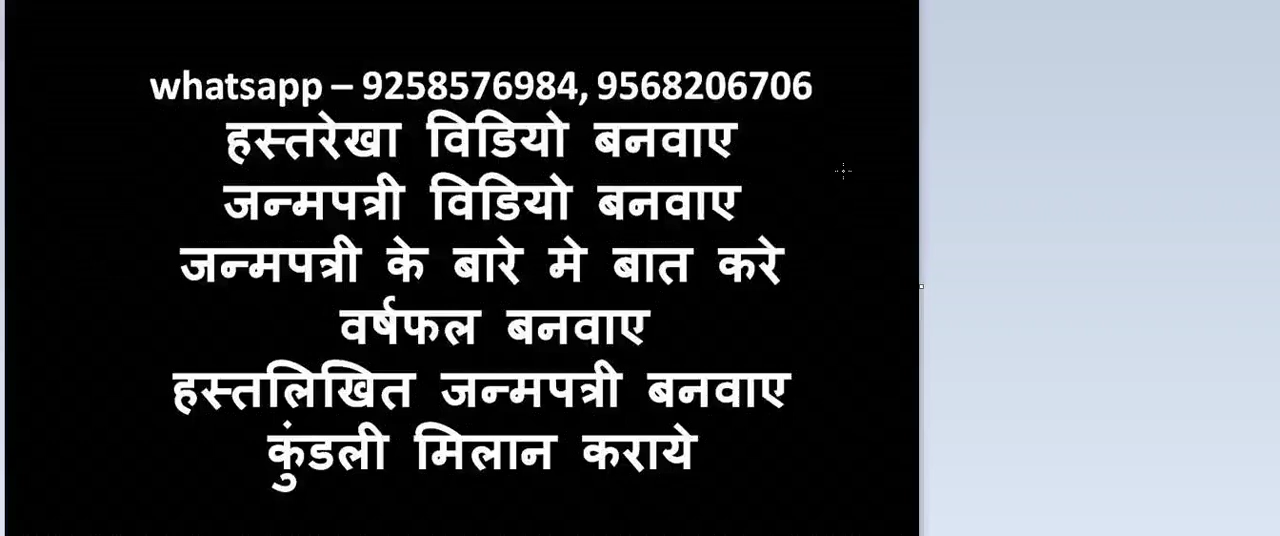 whatsapp – 9258576984, 9568206706
हस्तरेखा विडियो बनवाए
जन्मपत्री विडियो बनवाए
जन्मपत्री के बारे मे बात करे
वर्षफल बनवाए
हस्तलिखित जन्मपत्री बनवाए
कुंडली मिलान कराये